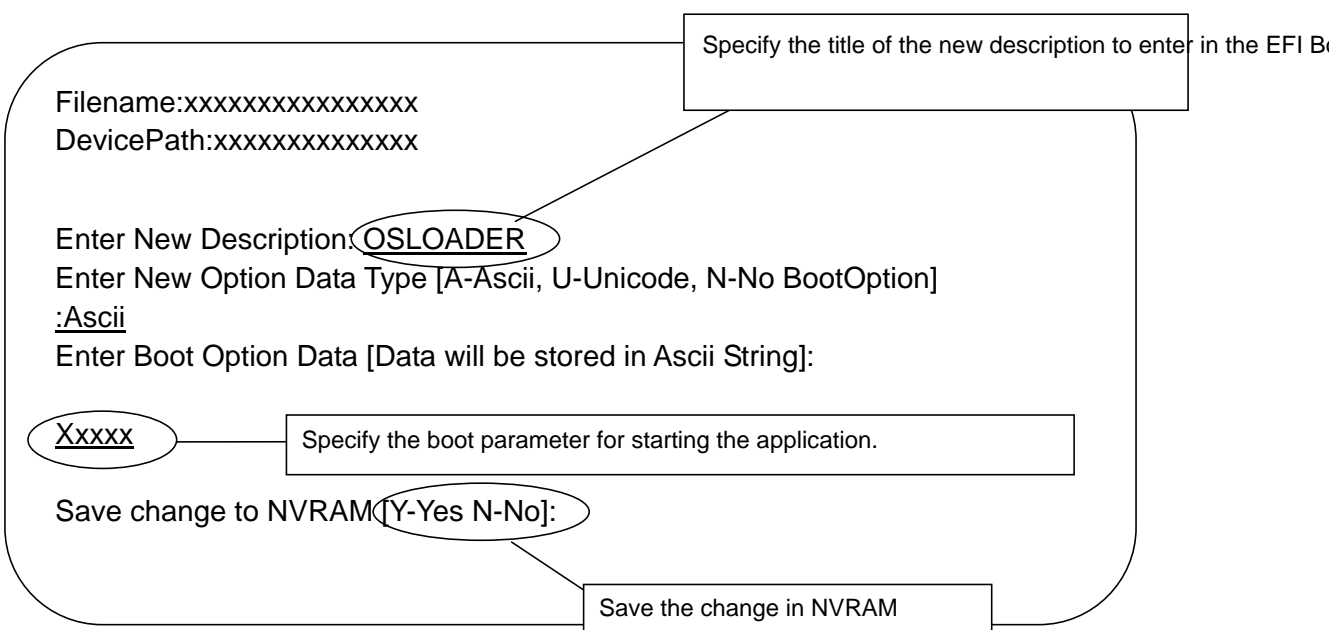 Specify the title of the new description to enter in the EFI
Filename:xxxxxxxxxxxxxxxxx
DevicePath:xxxxxxxxxxxxxx
Enter New Description: OSLOADER
Enter New Option Data Type [A-Ascii, U-Unicode, N-No BootOption]
:Ascii
Enter Boot Option Data [Data will be stored in Ascii String]:
Xxxxx
Specify the boot parameter for starting the application.
Save change to NVRAM [Y-Yes N-No]:
Save the change in NVRAM